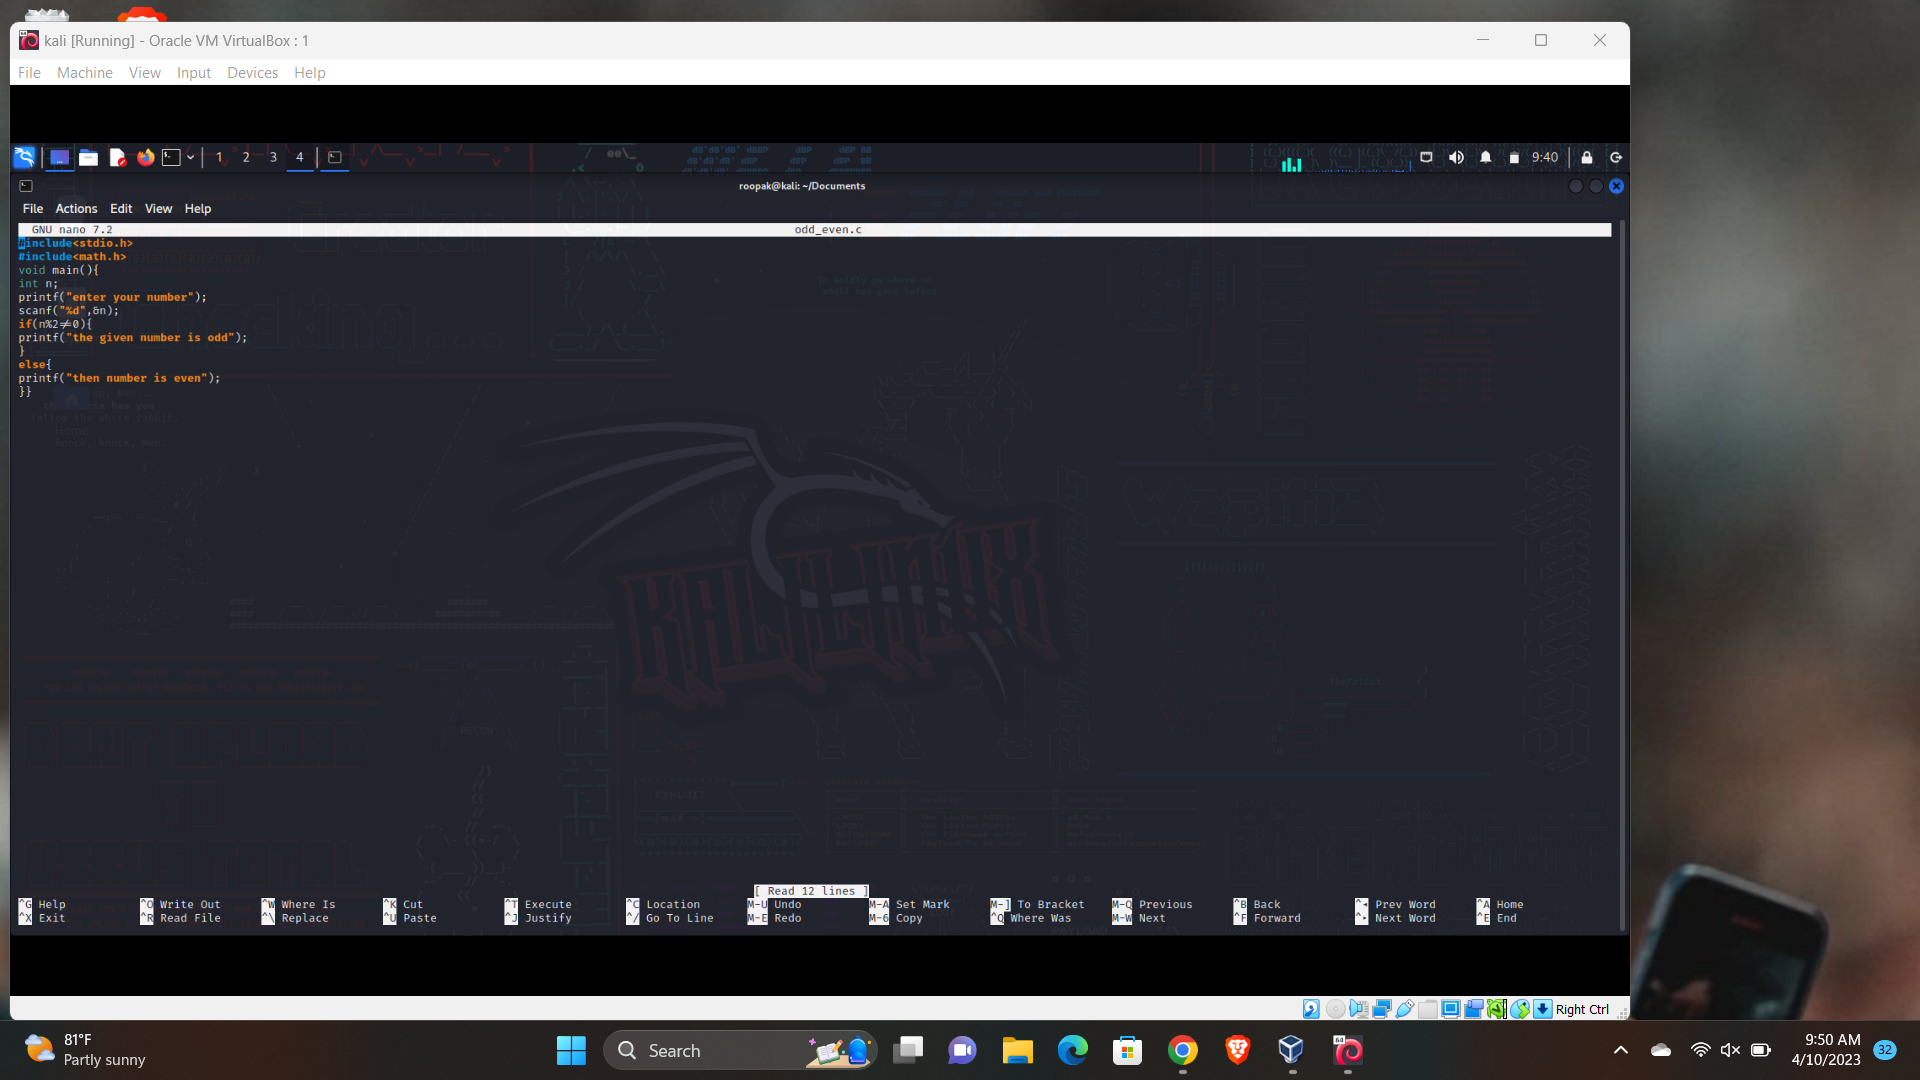 kali [Running] - Oracle VM VirtualBox : 1
File Machine View Input Devices Help
1 2 3 4
9:40
roopak@kali: ~/Documents
File Actions Edit View Help
GNU nano 7.2 odd_even.c
#include<stdio.h>
#include<math.h>
void main(){
int n;
printf("enter your number");
scanf("%d",&n);
if(n%2≠0){
printf("the given number is odd");
}
else{
printf("then number is even");
}}
Home
KALI LINUX
[ Read 12 lines ]
^G Help ^O Write Out ^W Where Is ^K Cut ^T Execute ^C Location M-U Undo M-A Set Mark M-] To Bracket M-Q Previous ^B Back ^◂ Prev Word ^A Home
^X Exit ^R Read File ^\ Replace ^U Paste ^J Justify ^/ Go To Line M-E Redo M-6 Copy ^Q Where Was M-W Next ^F Forward ^▸ Next Word ^E End
Right Ctrl
81°F
Partly sunny
Search
64
9:50 AM
4/10/2023
32